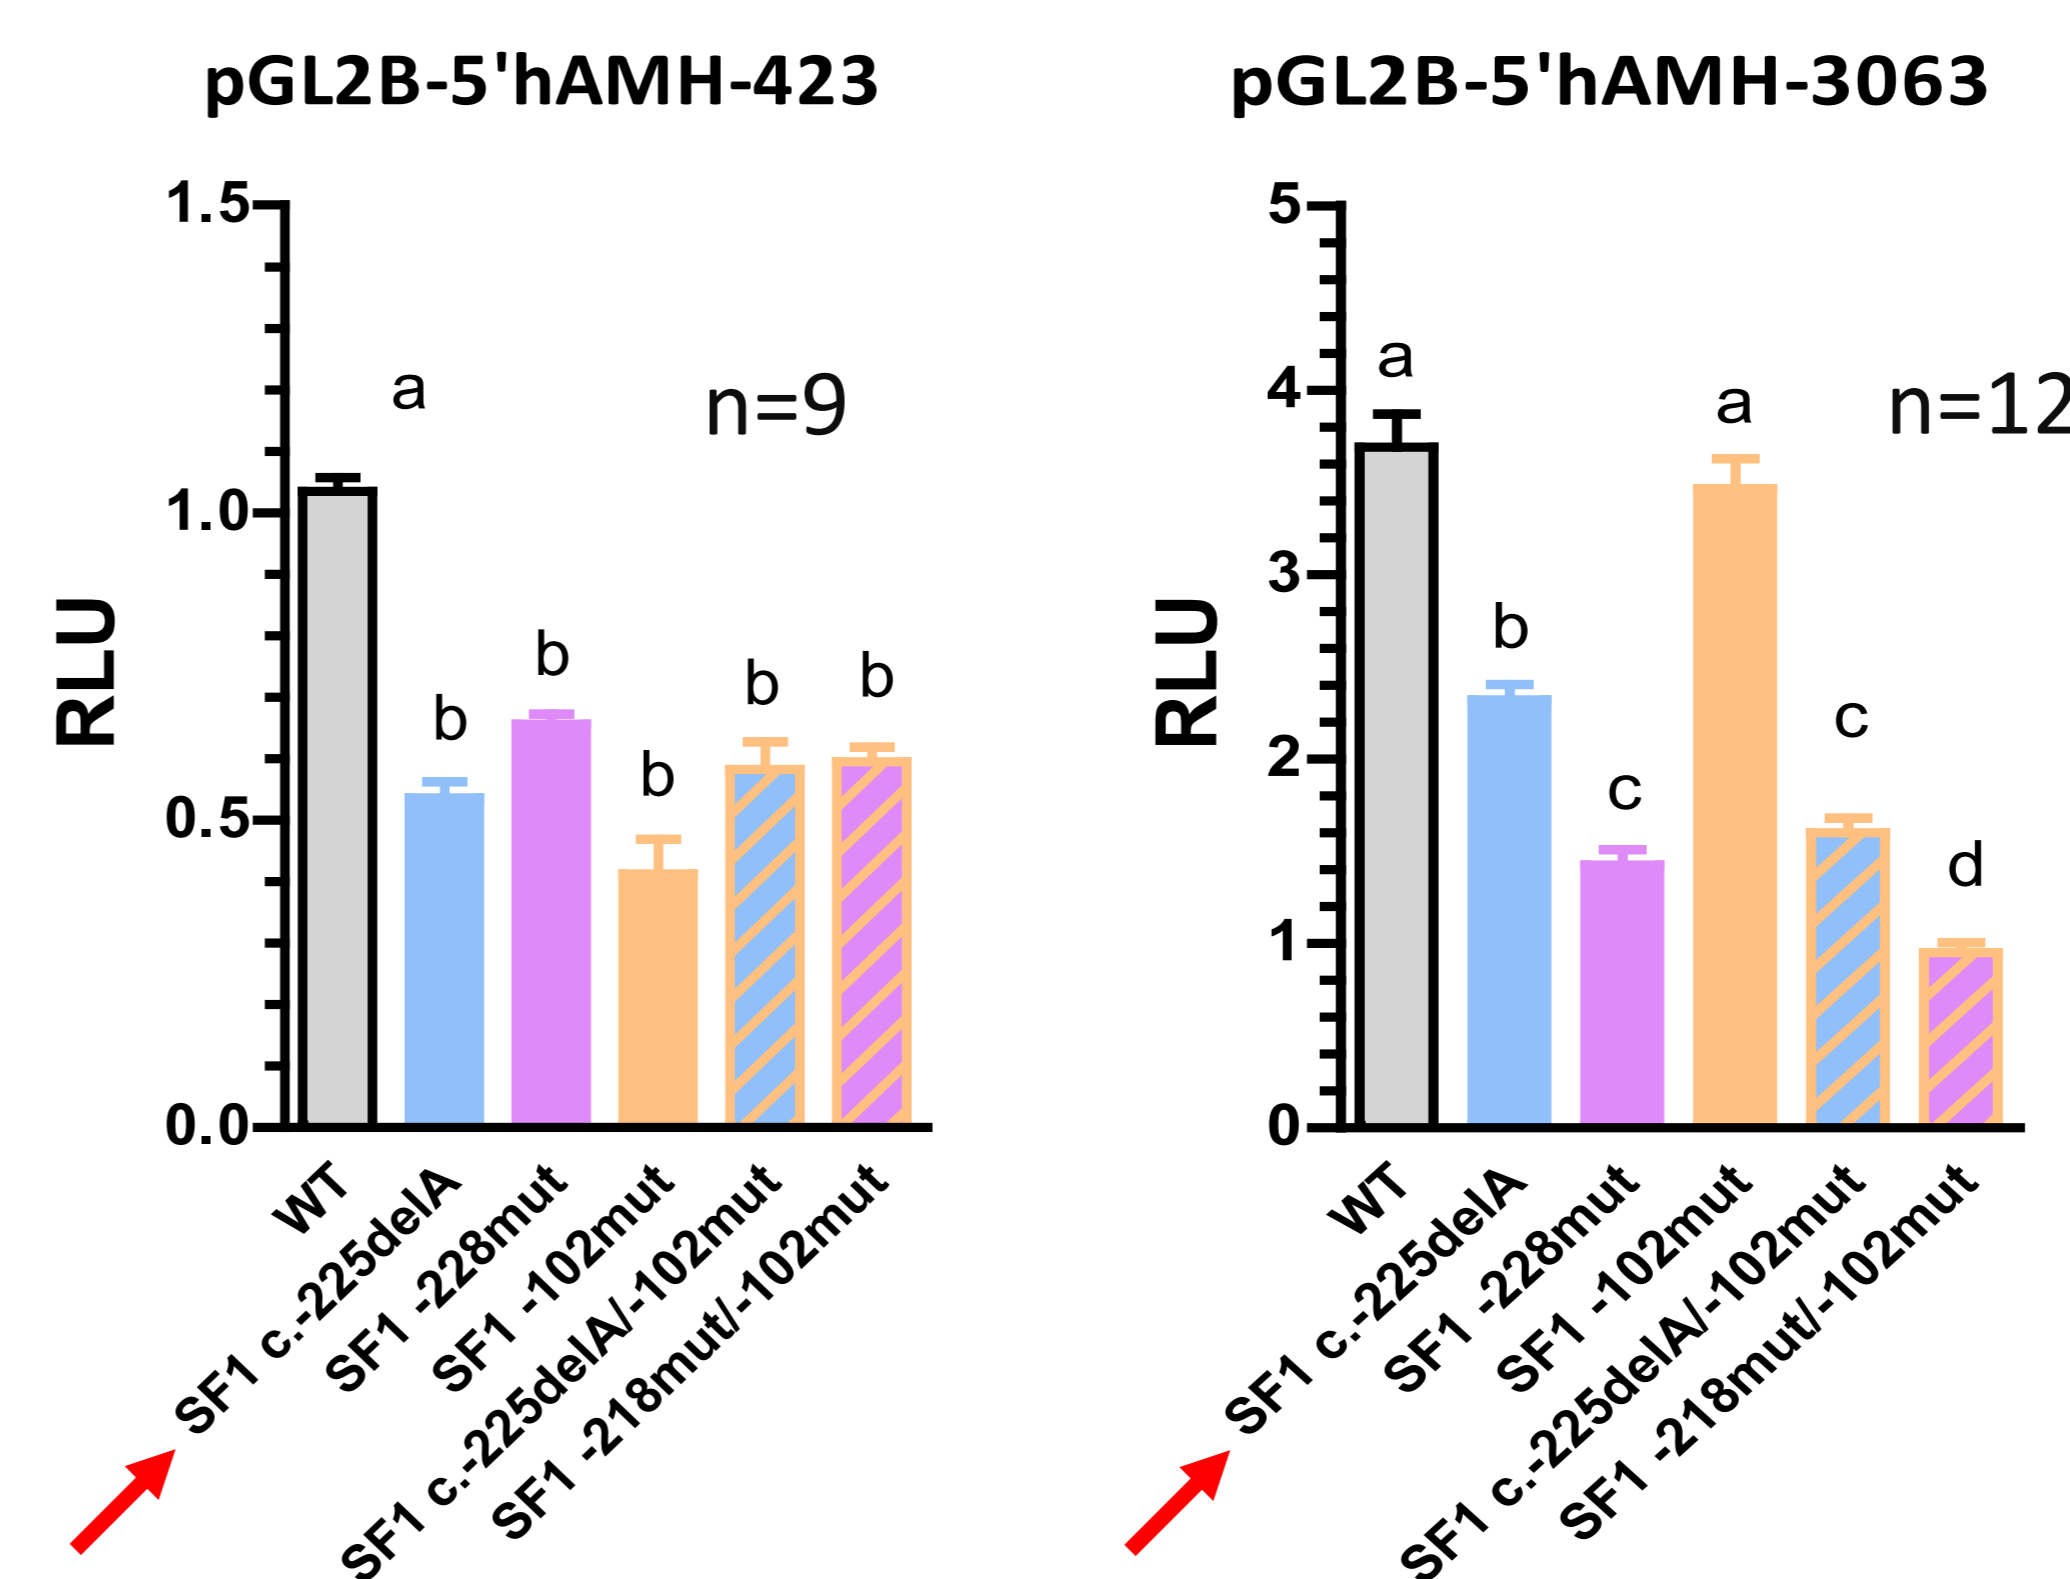 pGL2B-5'hAMH-423
1.5
1.0
0.5
0.0
RLU
n=9
a
b
b
b
b
b
WT
SF1 c.-225delA
SF1 -228mut
SF1 -102mut
SF1 c.-225delA/-102mut
SF1 -218mut/-102mut
pGL2B-5'hAMH-3063
5
4
3
2
1
0
RLU
n=12
a
b
c
a
c
d
WT
SF1 c.-225delA
SF1 -228mut
SF1 -102mut
SF1 c.-225delA/-102mut
SF1 -218mut/-102mut